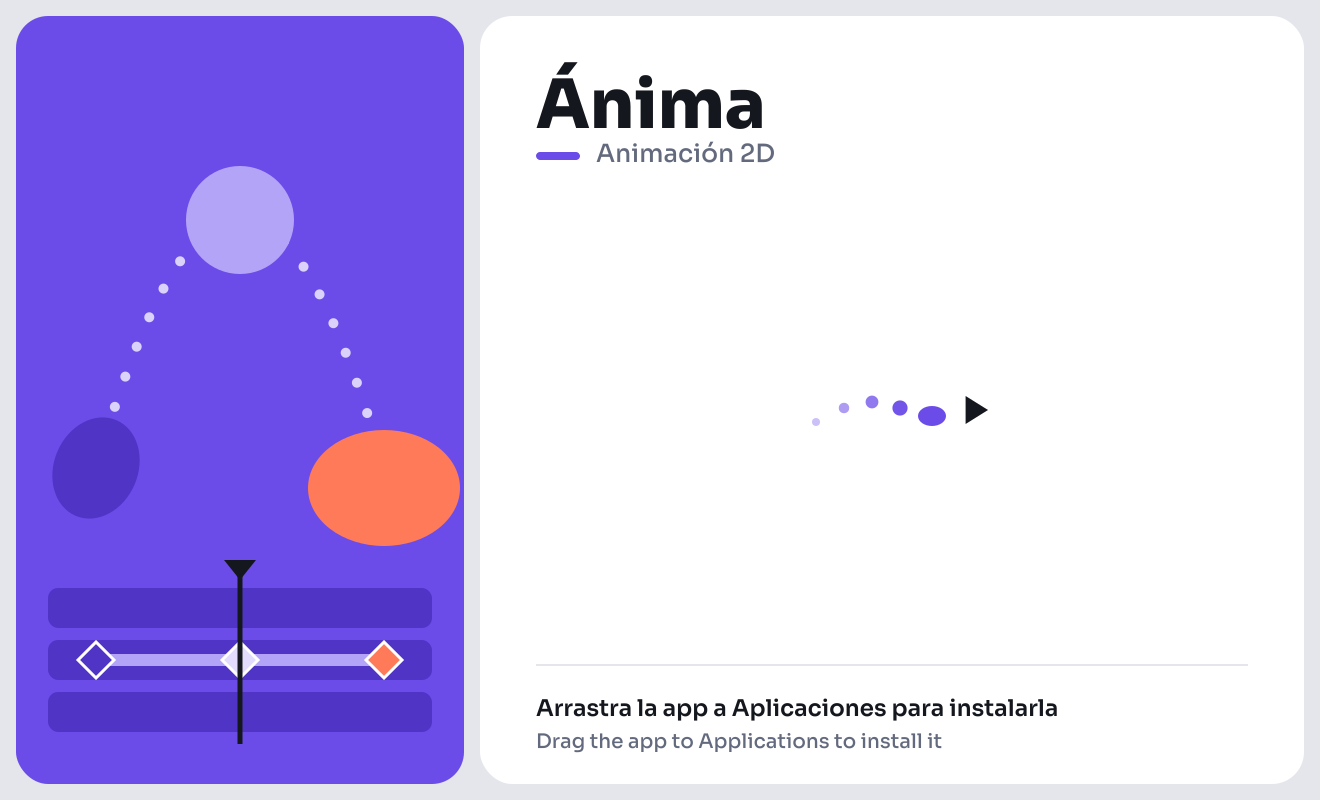 Ánima
Animación 2D
Arrastra la app a Aplicaciones para instalarla
Drag the app to Applications to install it